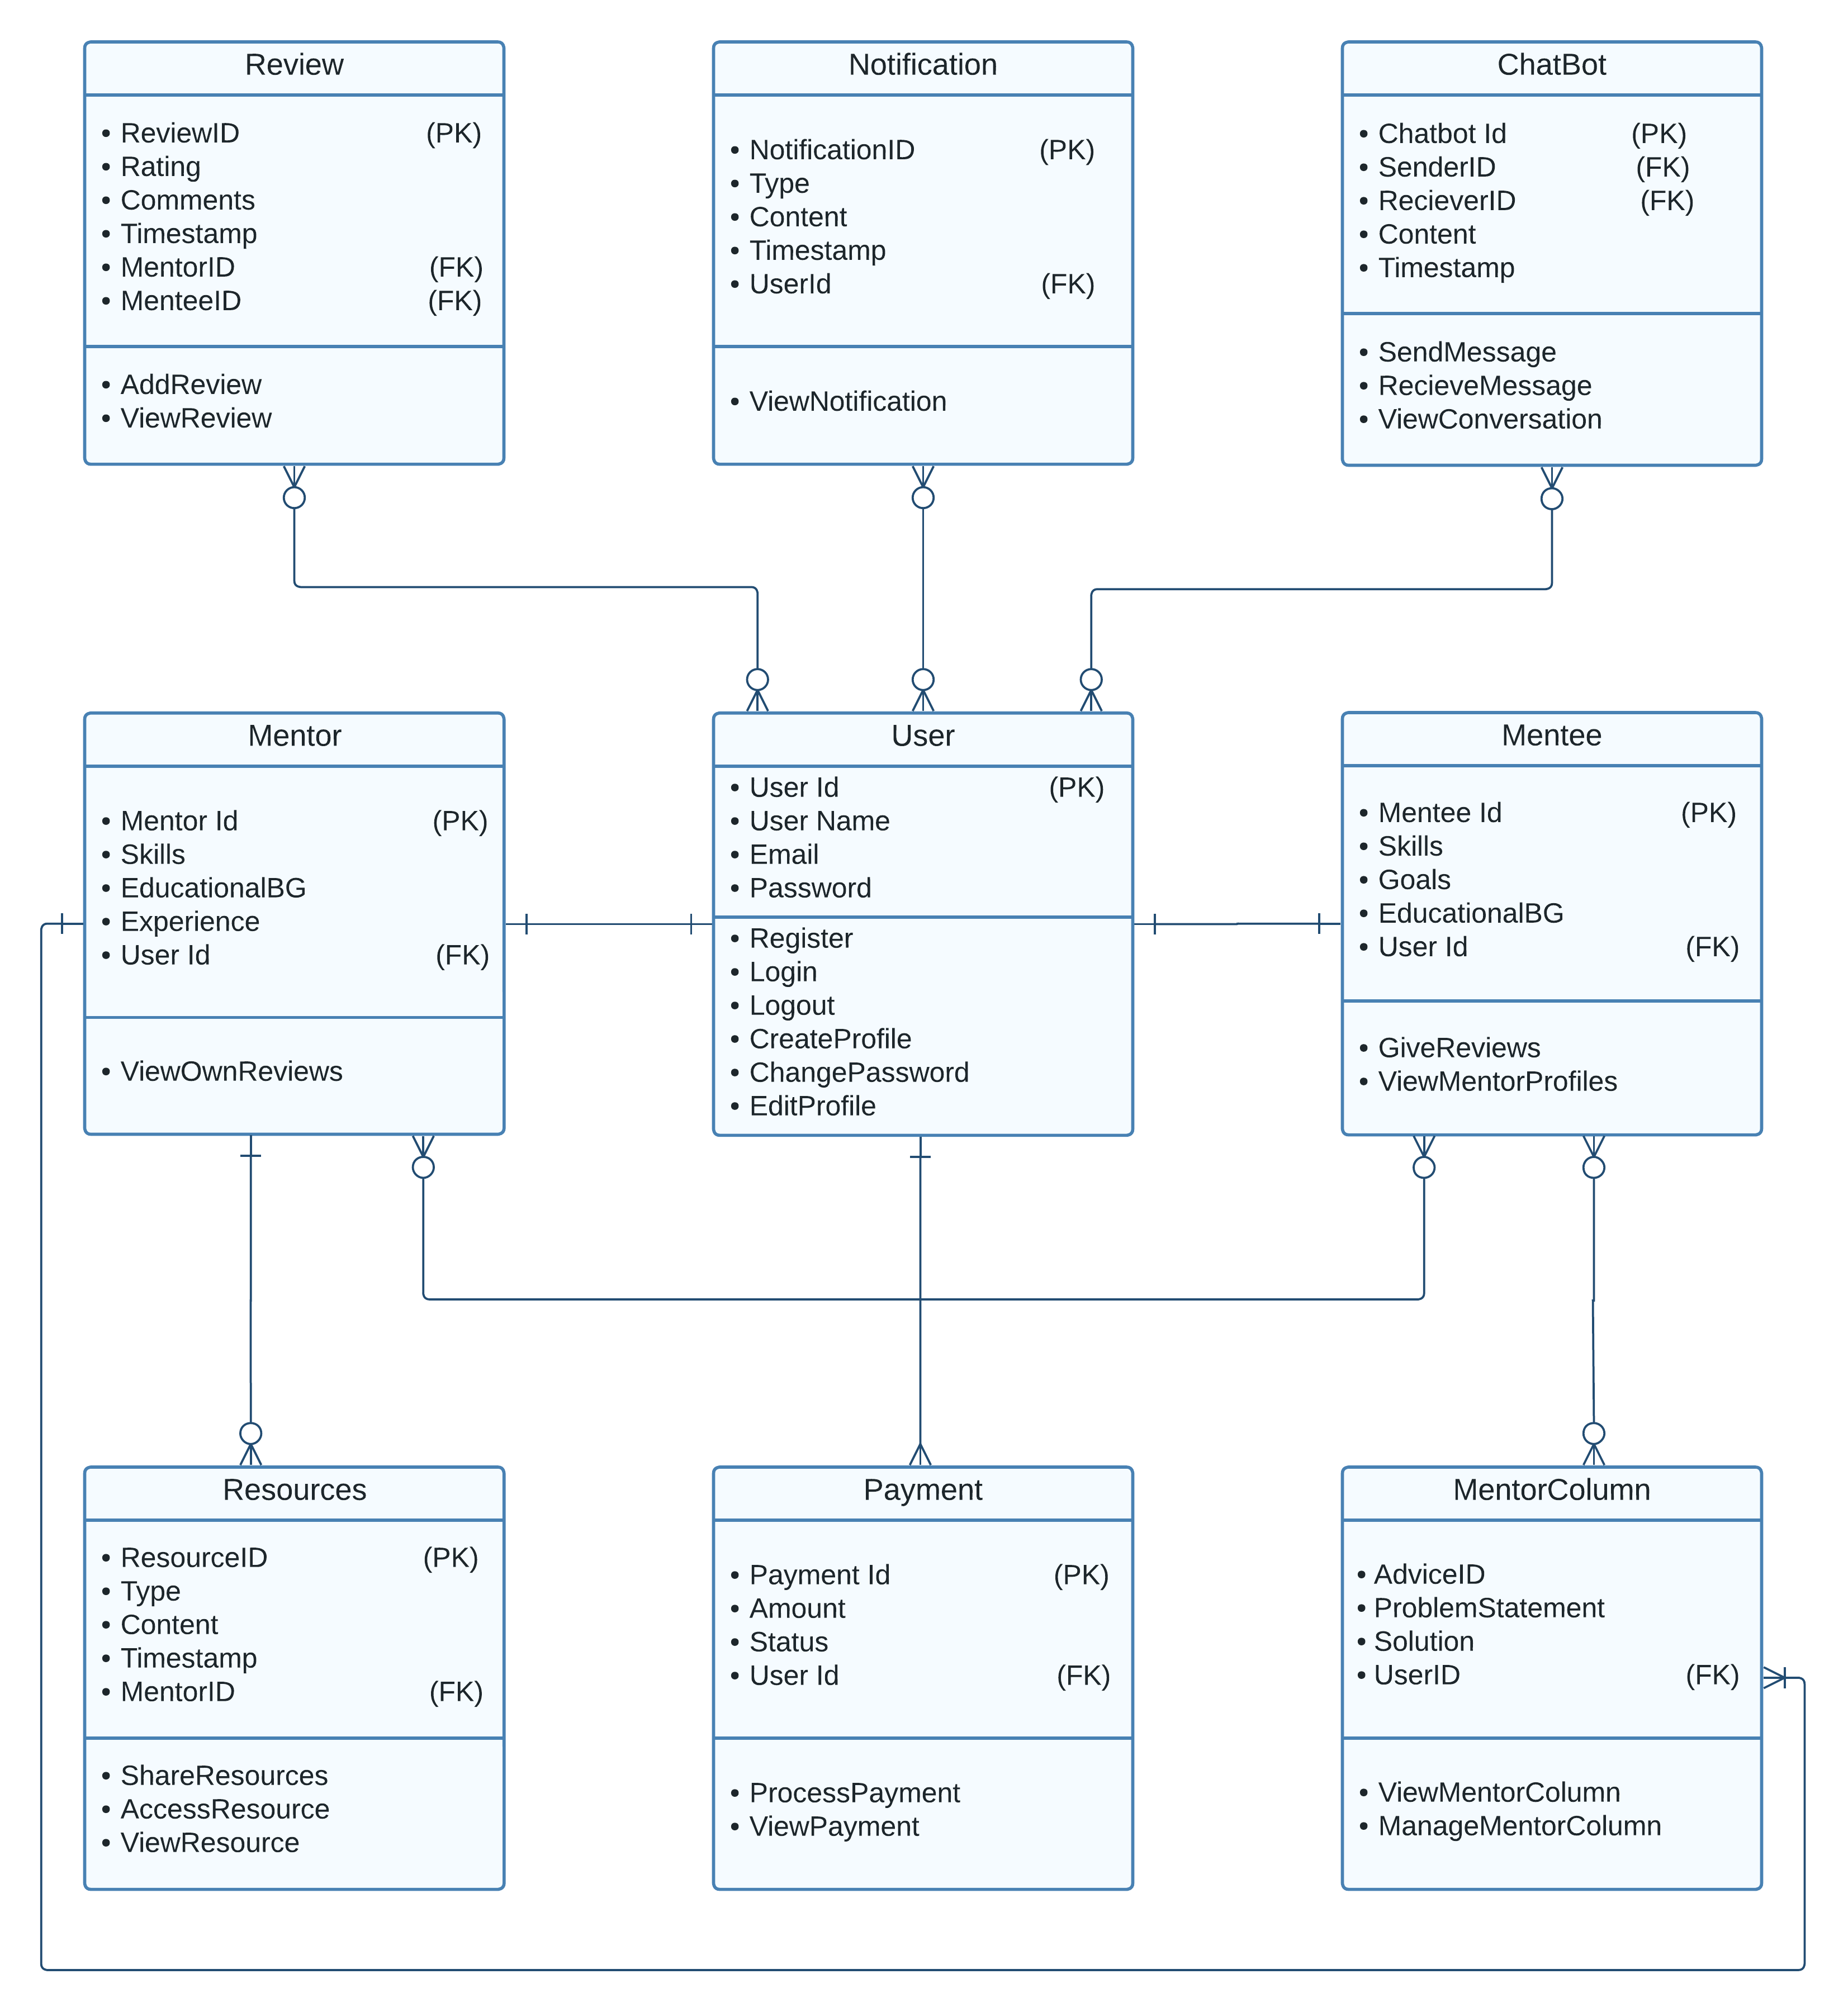 Review
• ReviewID (PK)
• Rating
• Comments
• Timestamp
• MentorID (FK)
• MenteeID (FK)
• AddReview
• ViewReview
Notification
• NotificationID (PK)
• Type
• Content
• Timestamp
• UserId (FK)
• ViewNotification
ChatBot
• Chatbot Id (PK)
• SenderID (FK)
• RecieverID (FK)
• Content
• Timestamp
• SendMessage
• RecieveMessage
• ViewConversation
Mentor
• Mentor Id (PK)
• Skills
• EducationalBG
• Experience
• User Id (FK)
• ViewOwnReviews
User
• User Id (PK)
• User Name
• Email
• Password
• Register
• Login
• Logout
• CreateProfile
• ChangePassword
• EditProfile
Mentee
• Mentee Id (PK)
• Skills
• Goals
• EducationalBG
• User Id (FK)
• GiveReviews
• ViewMentorProfiles
Resources
• ResourceID (PK)
• Type
• Content
• Timestamp
• MentorID (FK)
• ShareResources
• AccessResource
• ViewResource
Payment
• Payment Id (PK)
• Amount
• Status
• User Id (FK)
• ProcessPayment
• ViewPayment
MentorColumn
• AdviceID
• ProblemStatement
• Solution
• UserID (FK)
• ViewMentorColumn
• ManageMentorColumn